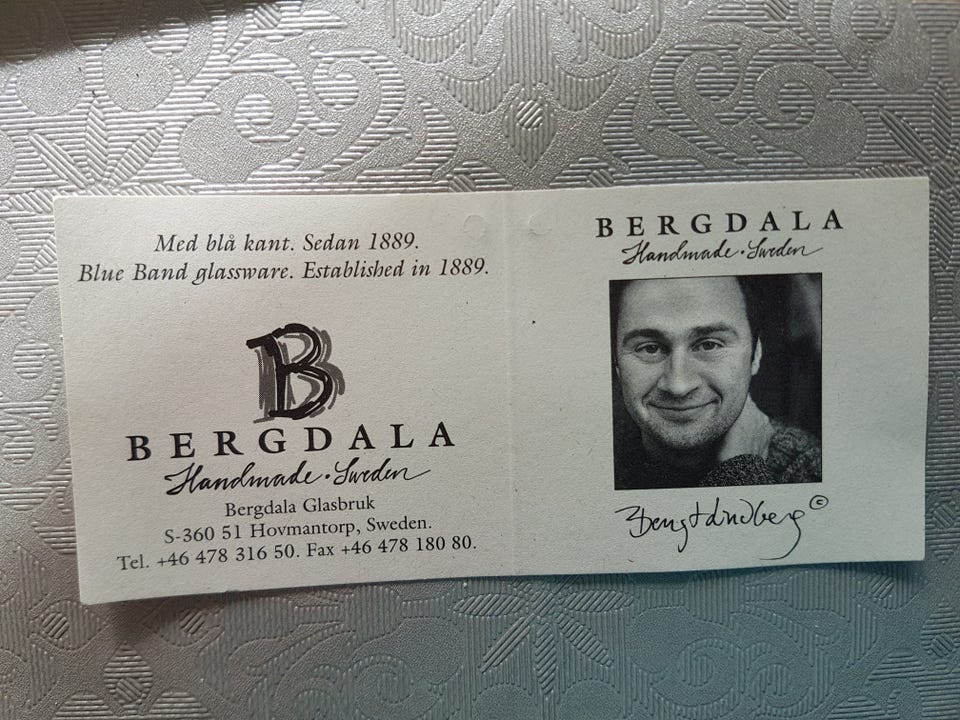 Med blå kant. Sedan 1889.
Blue Band glassware. Established in 1889.
B
BERGDALA
Handmade · Sweden
Bergdala Glasbruk
S-360 51 Hovmantorp, Sweden.
Tel. +46 478 316 50. Fax +46 478 180 80.
BERGDALA
Handmade · Sweden
Bengt Lindberg ©